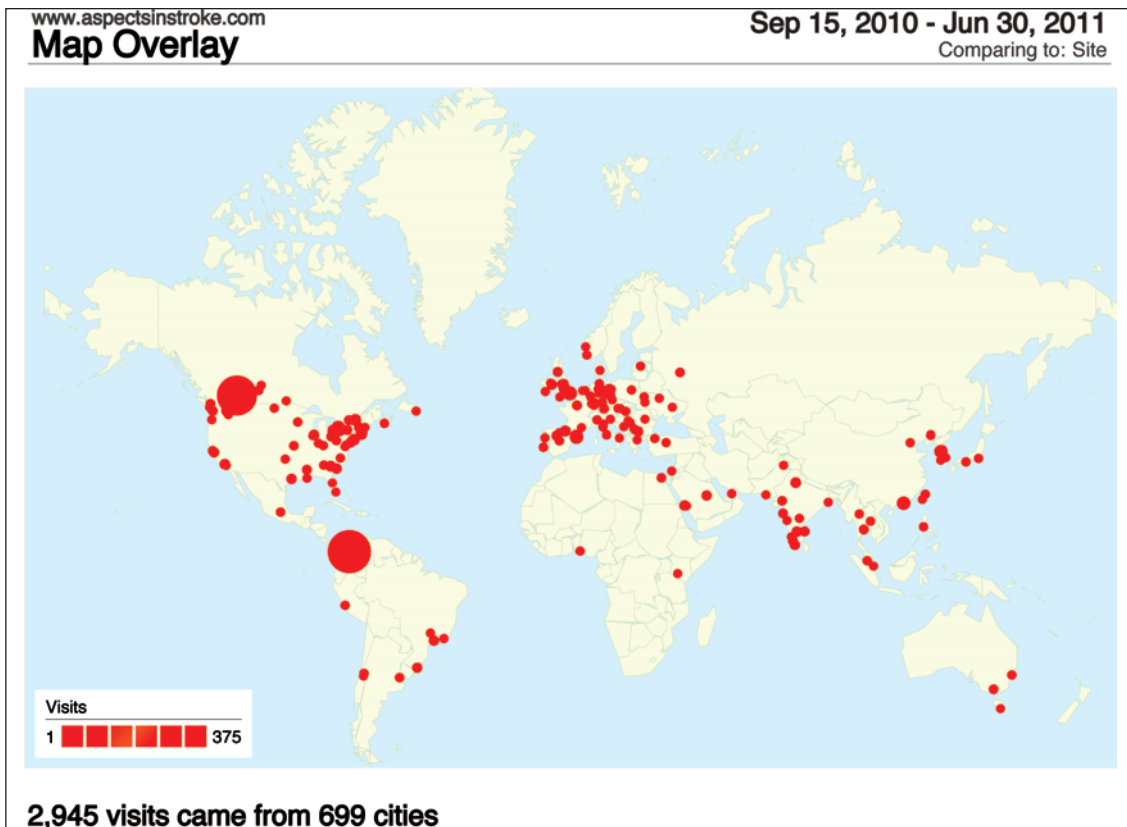 www.aspectsinstroke.com
Map Overlay
Sep 15, 2010 - Jun 30, 2011
Comparing to: Site
Visits
1 375
2,945 visits came from 699 cities